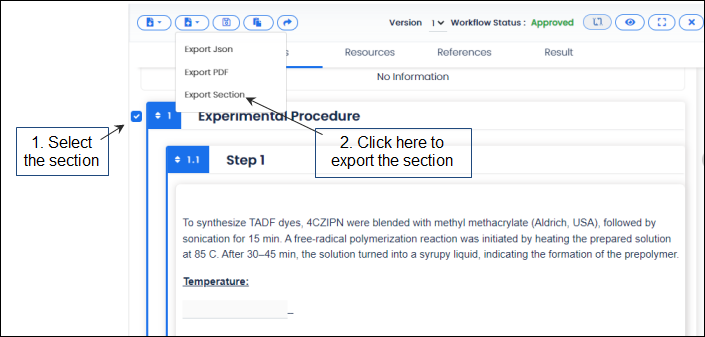 Version 1 Workflow Status : Approved
Export Json
Export PDF
Export Section
s Resources References Result
No Information
1 Experimental Procedure
1. Select
the section
2. Click here to
export the section
1.1 Step 1
To synthesize TADF dyes, 4CZIPN were blended with methyl methacrylate (Aldrich, USA), followed by
sonication for 15 min. A free-radical polymerization reaction was initiated by heating the prepared solution
at 85 C. After 30–45 min, the solution turned into a syrupy liquid, indicating the formation of the prepolymer.
Temperature: